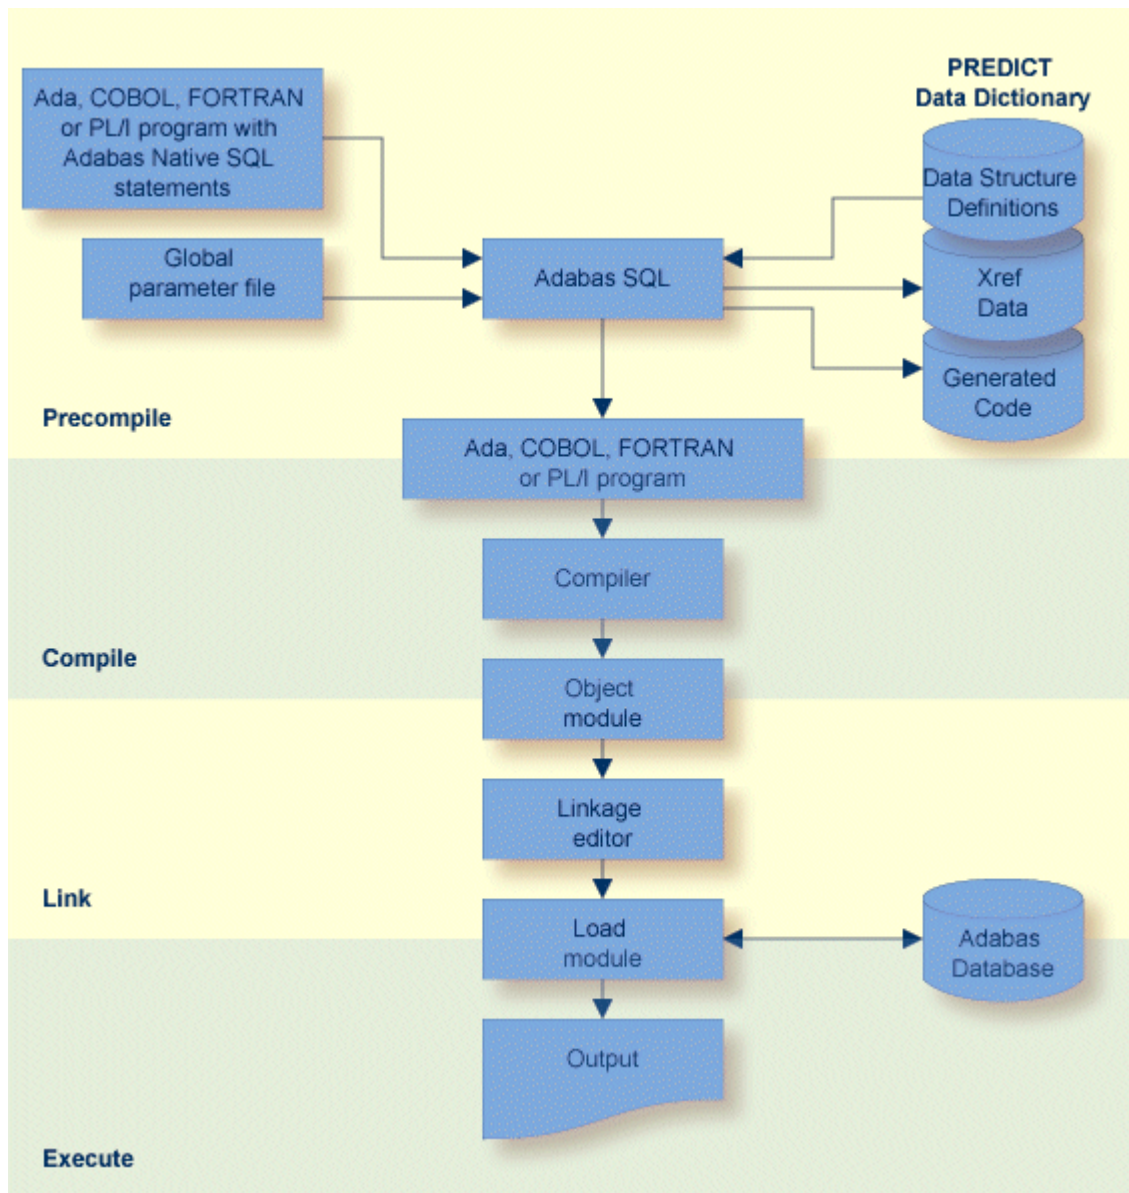 Ada, COBOL, FORTRAN
or PL/I program with
Adabas Native SQL
statements
PREDICT
Data Dictionary
Data Structure
Definitions
Global
parameter file
Adabas SQL
Xref
Data
Generated
Code
Precompile
Ada, COBOL, FORTRAN
or PL/I program
Compiler
Compile
Object
module
Linkage
editor
Link
Load
module
Adabas
Database
Output
Execute